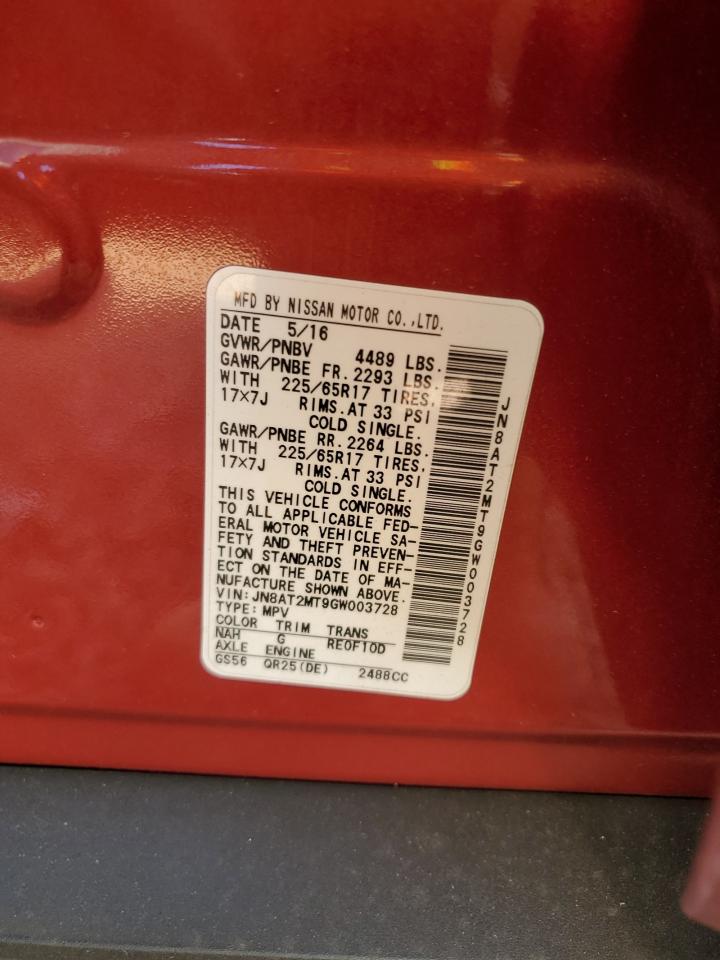 MFD BY NISSAN MOTOR CO.,LTD.
DATE 5/16
GVWR/PNBV 4489 LBS.
GAWR/PNBE FR. 2293 LBS.
WITH 225/65R17 TIRES.
17×7J RIMS. AT 33 PSI
COLD SINGLE.
GAWR/PNBE RR. 2264 LBS.
WITH 225/65R17 TIRES.
17×7J RIMS. AT 33 PSI
COLD SINGLE.
THIS VEHICLE CONFORMS
TO ALL APPLICABLE FED-
ERAL MOTOR VEHICLE SA-
FETY AND THEFT PREVEN-
TION STANDARDS IN EFF-
ECT ON THE DATE OF MA-
NUFACTURE SHOWN ABOVE.
VIN: JN8AT2MT9GW003728
TYPE: MPV
COLOR TRIM TRANS
NAH G RE0F10D
AXLE ENGINE
GS56 QR25(DE) 2488CC
JN8AT2MT9GW003728